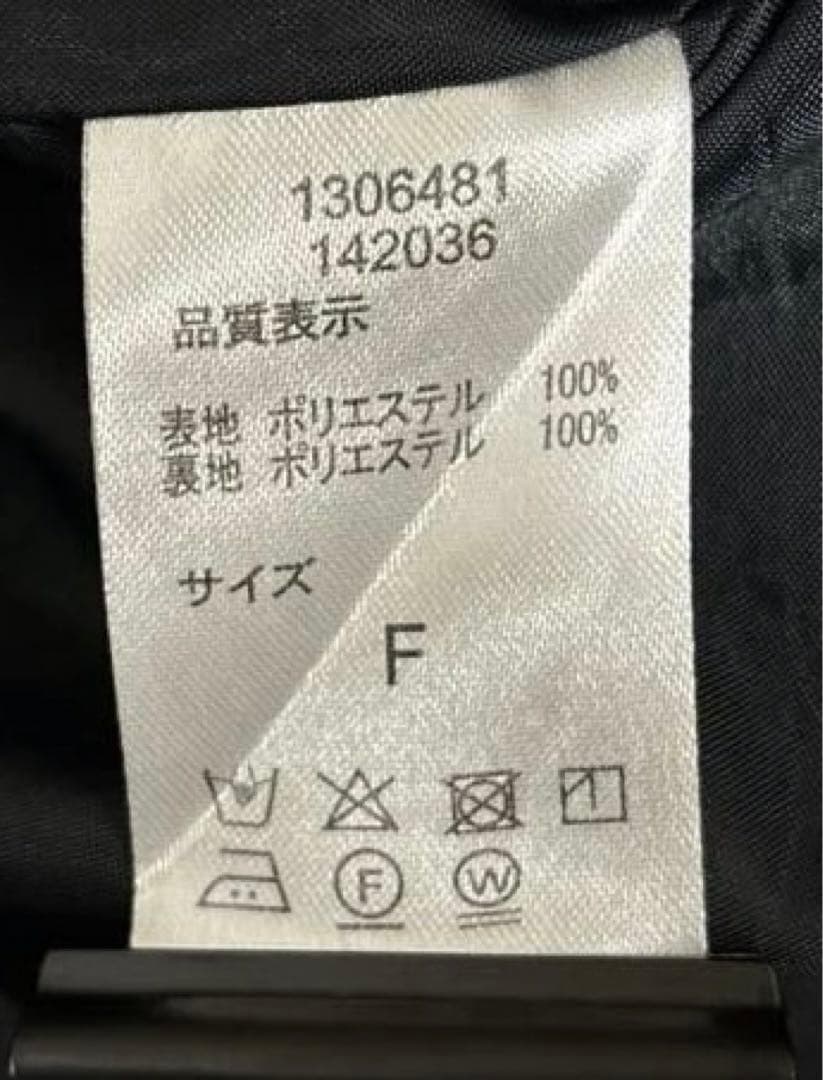 1306481
142036
品質表示
表地 ポリエステル 100%
裏地 ポリエステル 100%
サイズ
F
F
W